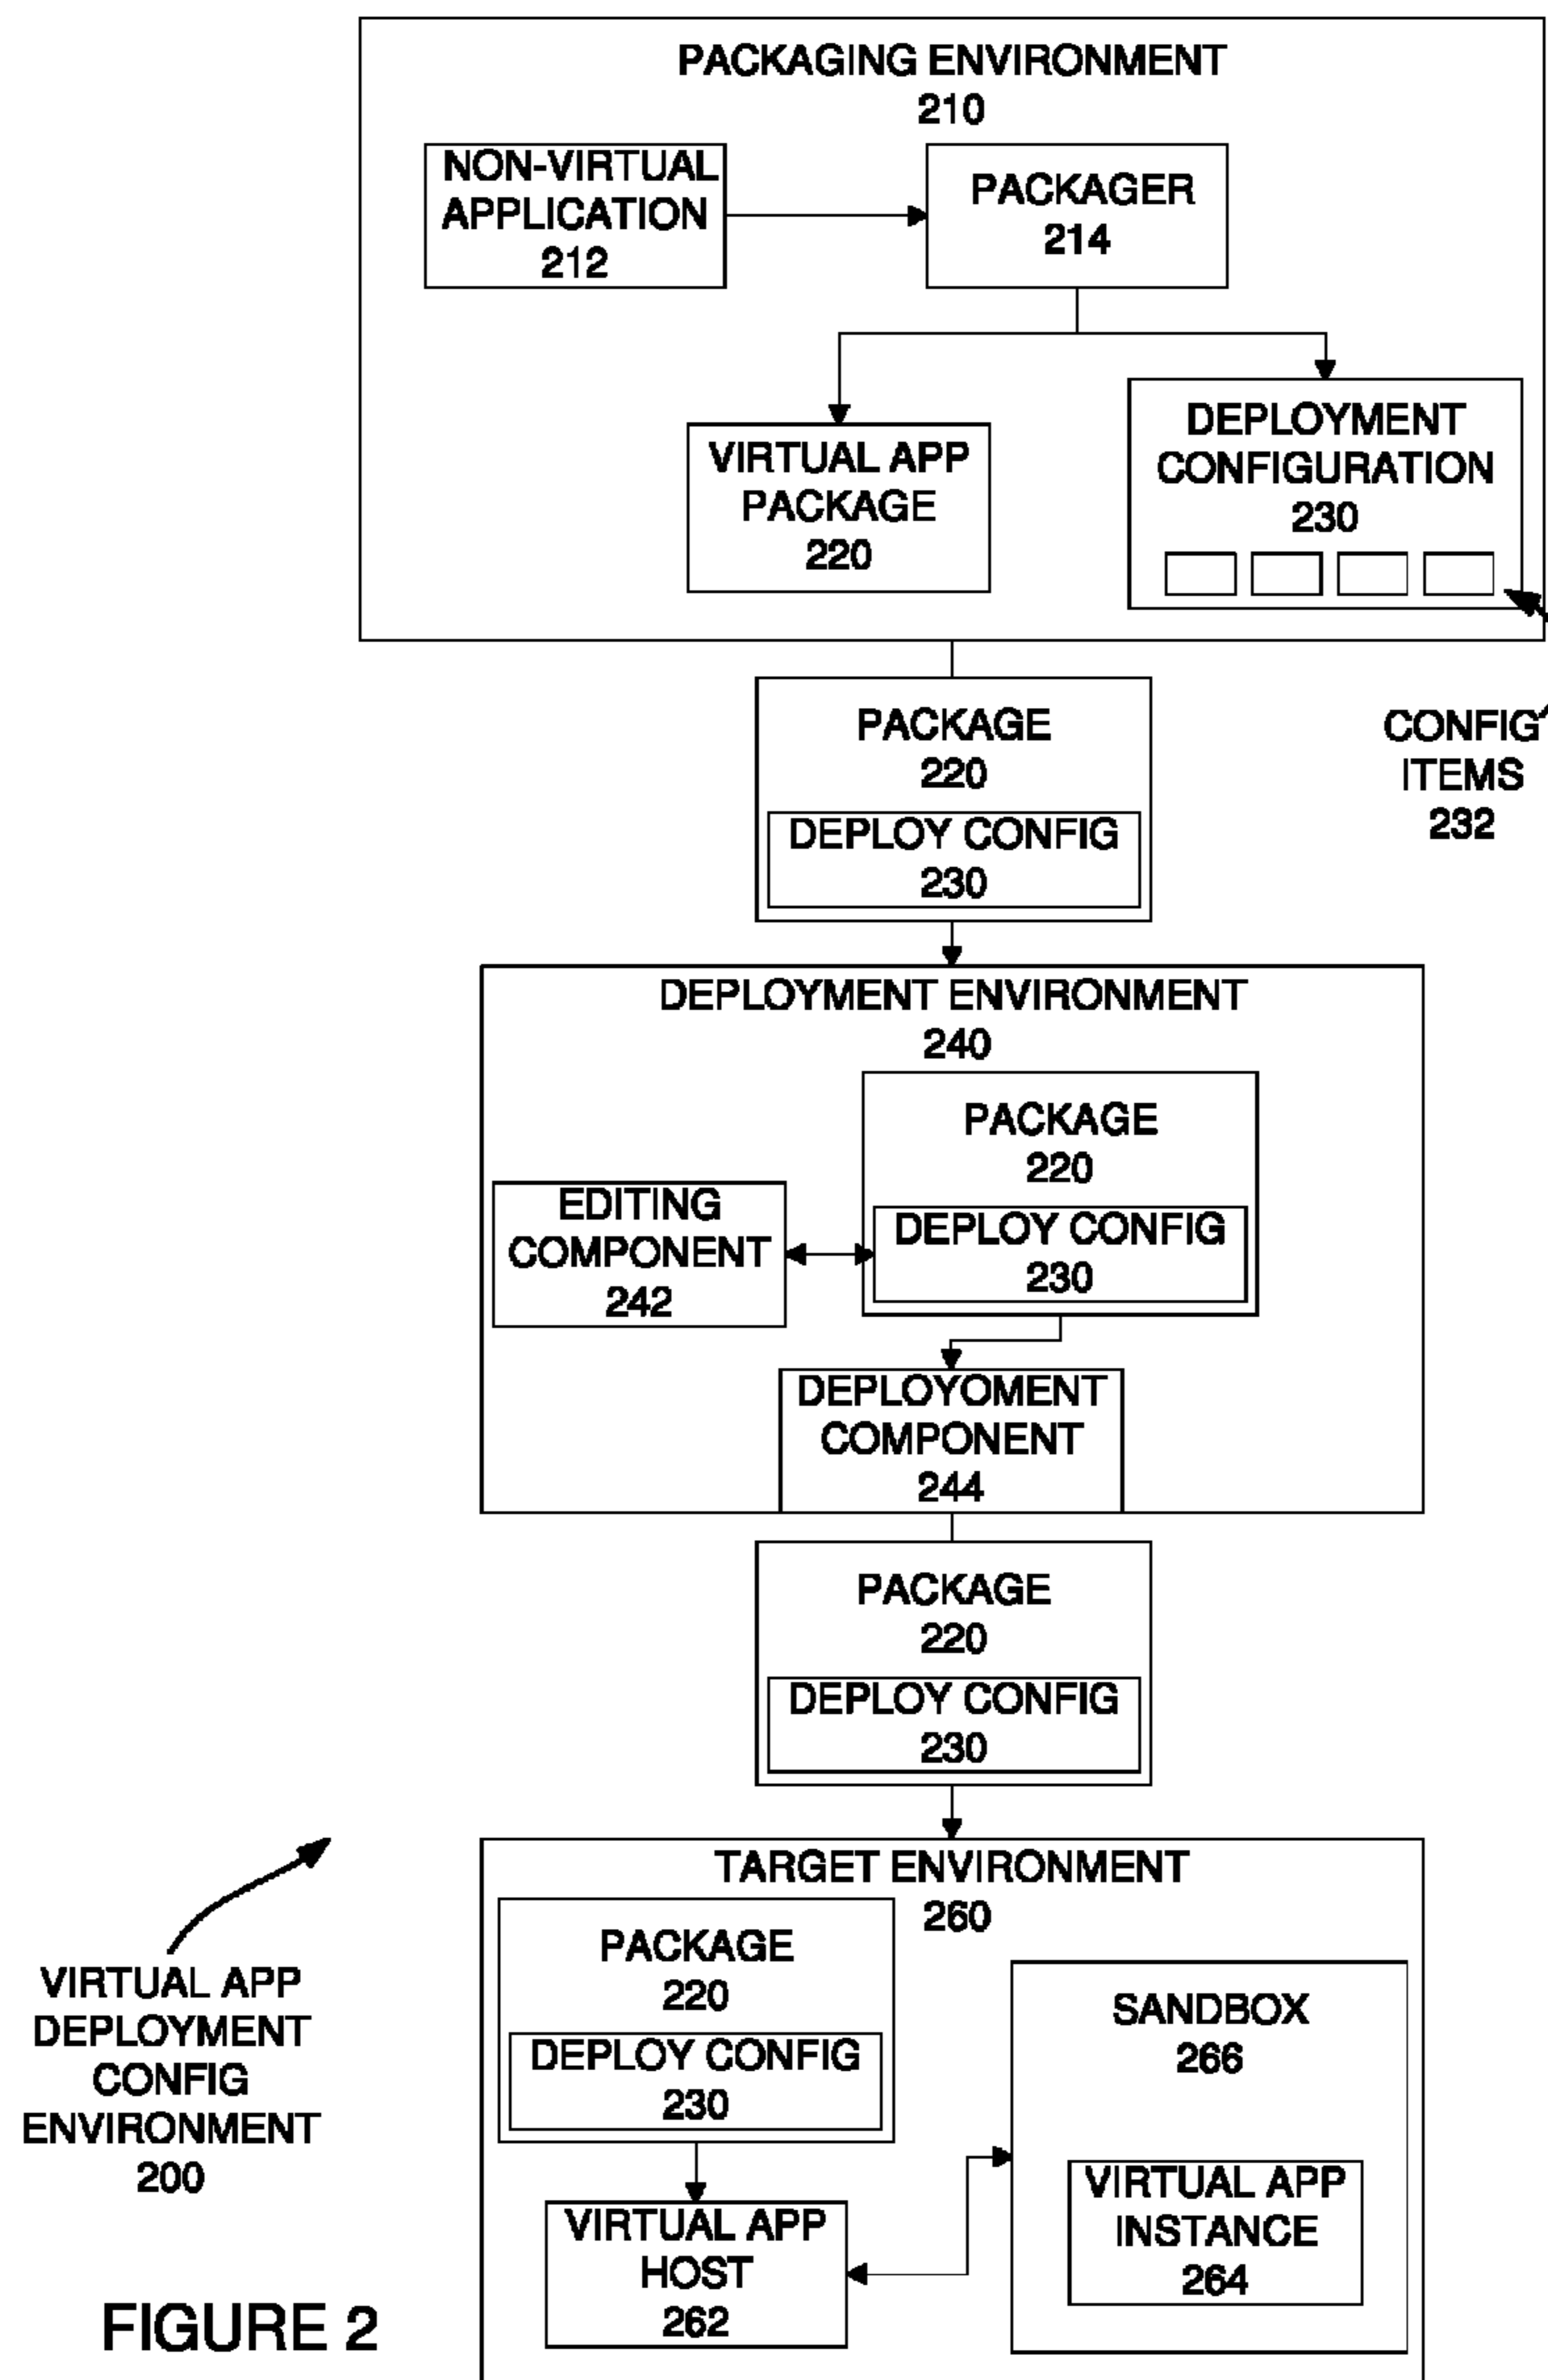 PACKAGING ENVIRONMENT
210
NON-VIRTUAL
APPLICATION
212
PACKAGER
214
VIRTUAL APP
PACKAGE
220
DEPLOYMENT
CONFIGURATION
230
PACKAGE
220
DEPLOY CONFIG
230
CONFIG
ITEMS
232
DEPLOYMENT ENVIRONMENT
240
PACKAGE
220
DEPLOY CONFIG
230
EDITING
COMPONENT
242
DEPLOYOMENT
COMPONENT
244
PACKAGE
220
DEPLOY CONFIG
230
TARGET ENVIRONMENT
260
PACKAGE
220
DEPLOY CONFIG
230
SANDBOX
266
VIRTUAL APP
INSTANCE
264
VIRTUAL APP
HOST
262
VIRTUAL APP
DEPLOYMENT
CONFIG
ENVIRONMENT
200
FIGURE 2